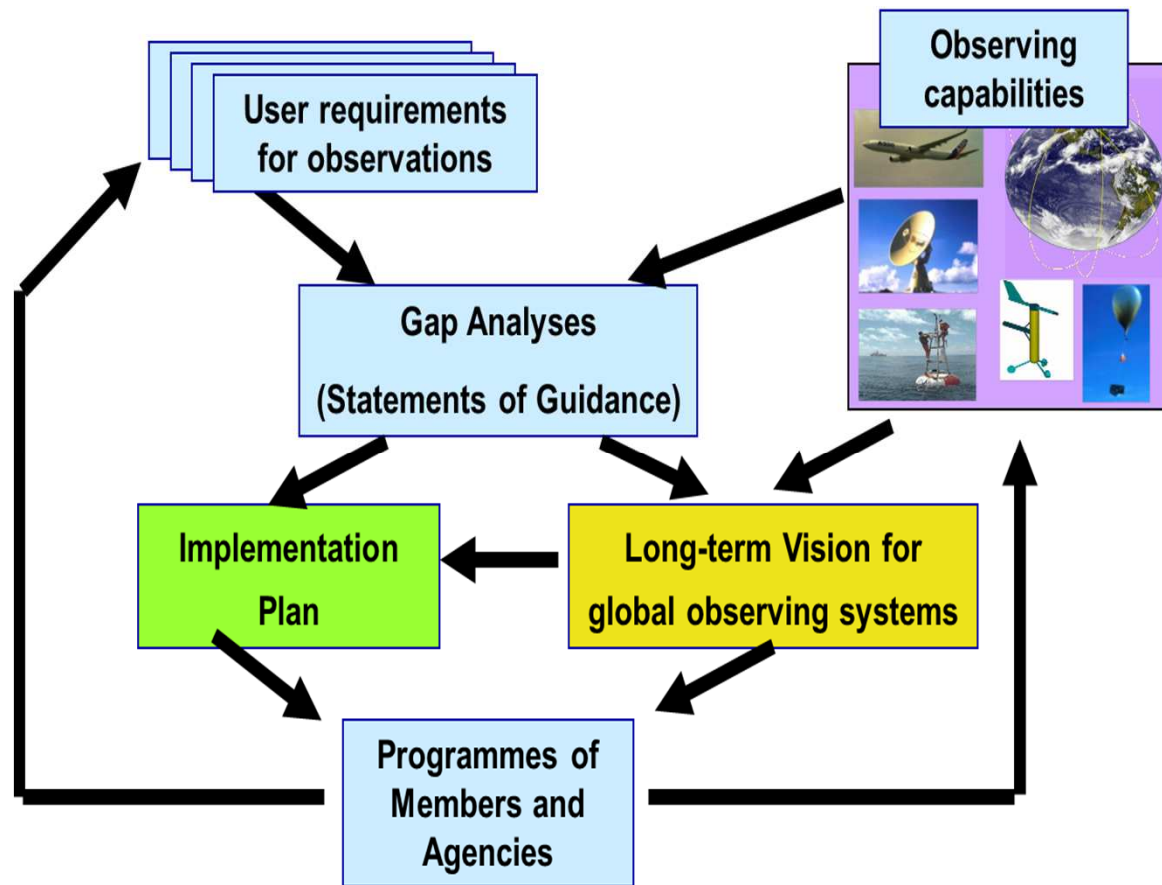 User requirements
for observations
Observing
capabilities
Gap Analyses
(Statements of Guidance)
Implementation
Plan
Long-term Vision for
global observing systems
Programmes of
Members and
Agencies